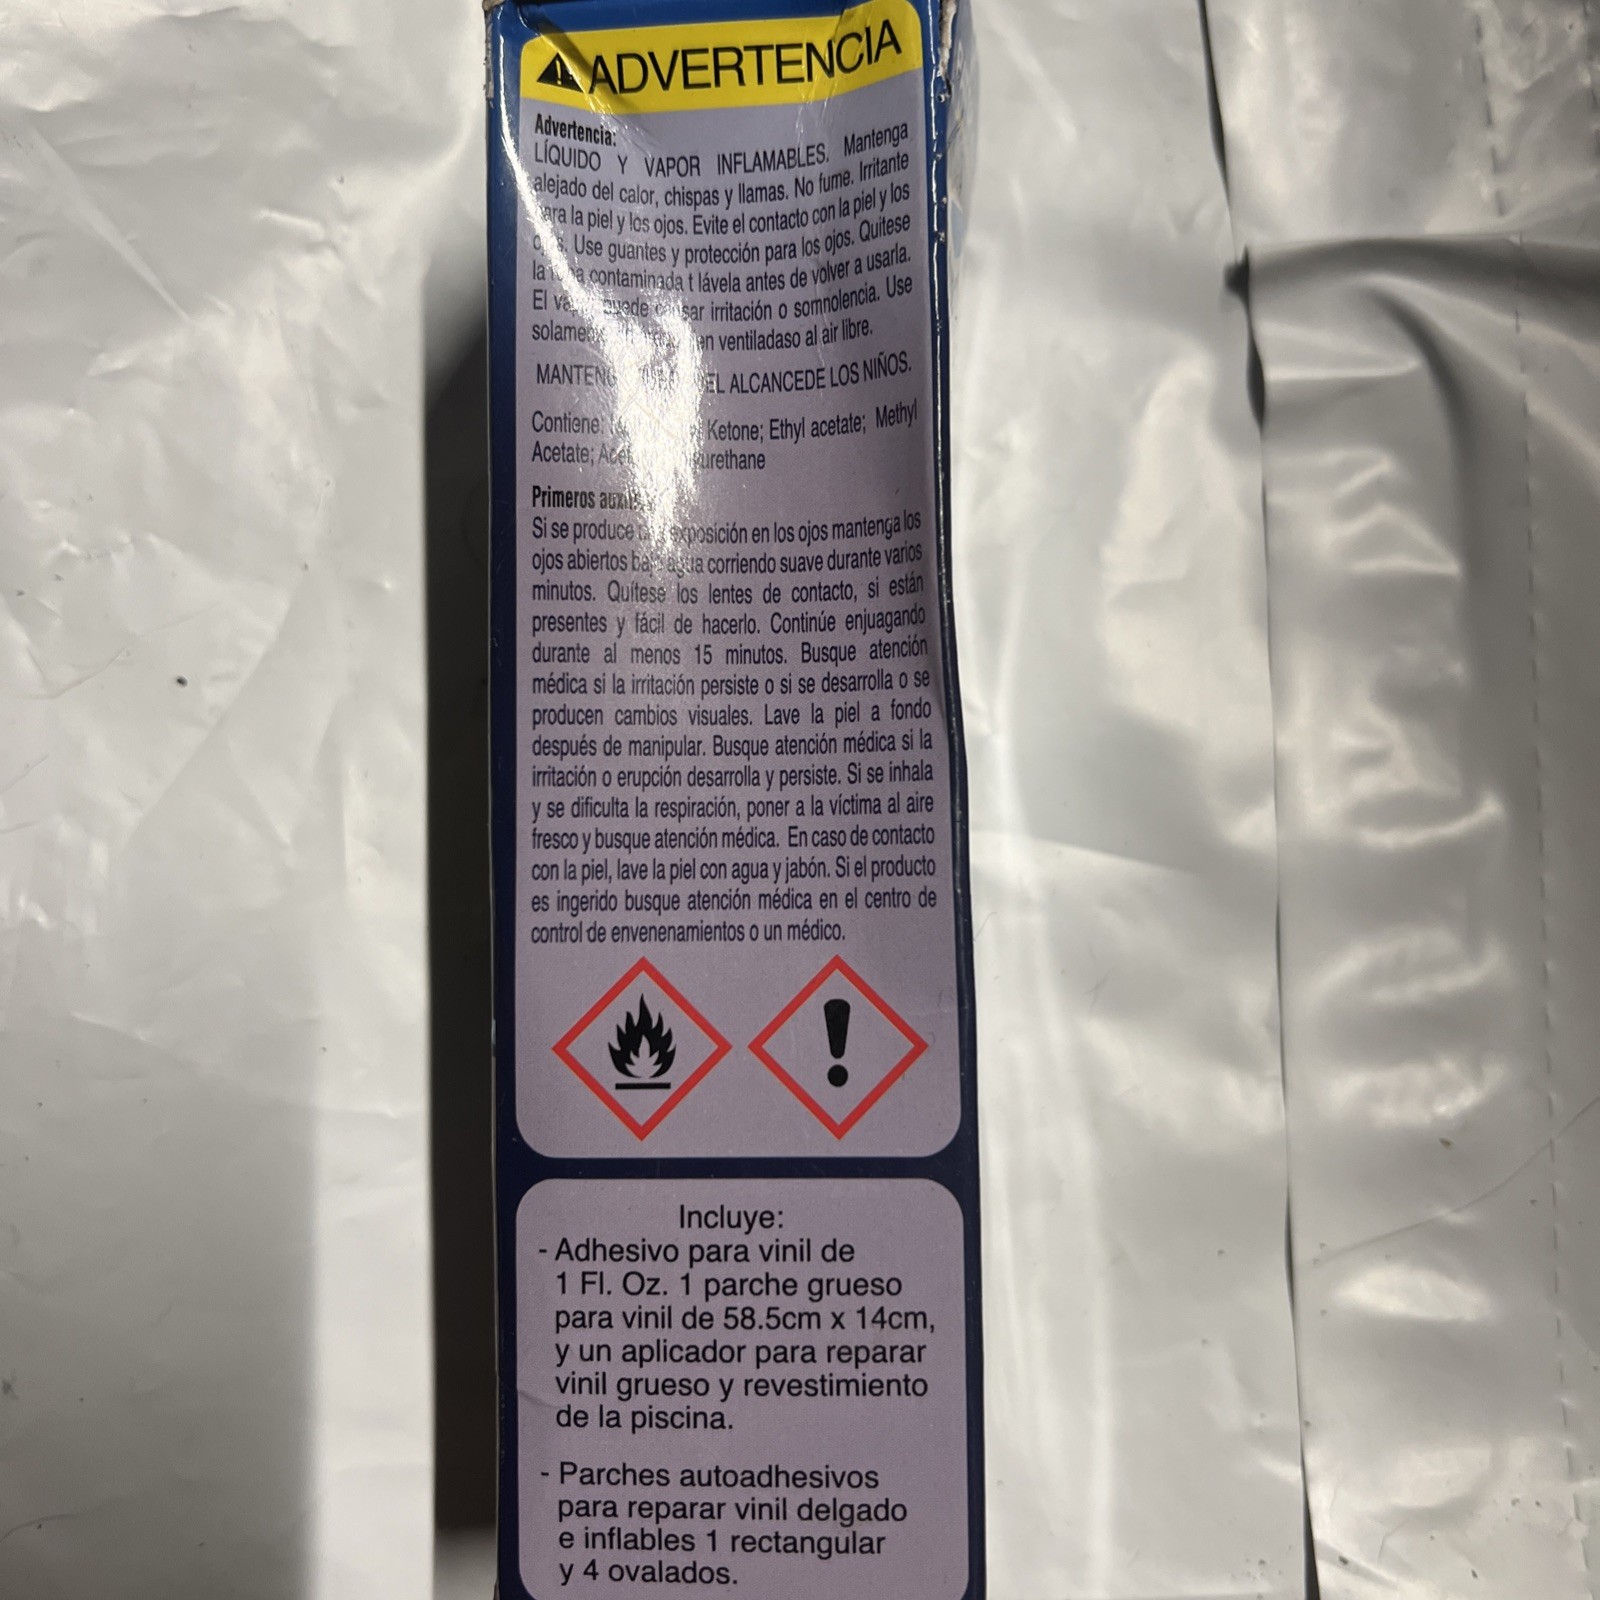 ADVERTENCIA
Advertencia:
LÍQUIDO Y VAPOR INFLAMABLES. Mantenga
alejado del calor, chispas y llamas. No fume. Irritante
para la piel y los ojos. Evite el contacto con la piel y los
Use guantes y protección para los ojos. Quítese
la contaminada t lávela antes de volver a usarla.
El puede causar irritación o somnolencia. Use
en ventiladaso al air libre.
EL ALCANCEDE LOS NIÑOS.
Contiene: Ketone; Ethyl acetate; Methyl
Acetate;
Primeros
Si se produce exposición en los ojos mantenga los
ojos abiertos bajo agua corriendo suave durante varios
minutos. Quítese los lentes de contacto, si están
presentes y fácil de hacerlo. Continúe enjuagando
durante al menos 15 minutos. Busque atención
médica si la irritación persiste o si se desarrolla o se
producen cambios visuales. Lave la piel a fondo
después de manipular. Busque atención médica si la
irritación o erupción desarrolla y persiste. Si se inhala
y se dificulta la respiración, poner a la víctima al aire
fresco y busque atención médica. En caso de contacto
con la piel, lave la piel con agua y jabón. Si el producto
es ingerido busque atención médica en el centro de
control de envenenamientos o un médico.
Incluye:
- Adhesivo para vinil de
1 Fl. Oz. 1 parche grueso
para vinil de 58.5cm x 14cm,
y un aplicador para reparar
vinil grueso y revestimiento
de la piscina.
- Parches autoadhesivos
para reparar vinil delgado
e inflables 1 rectangular
y 4 ovalados.